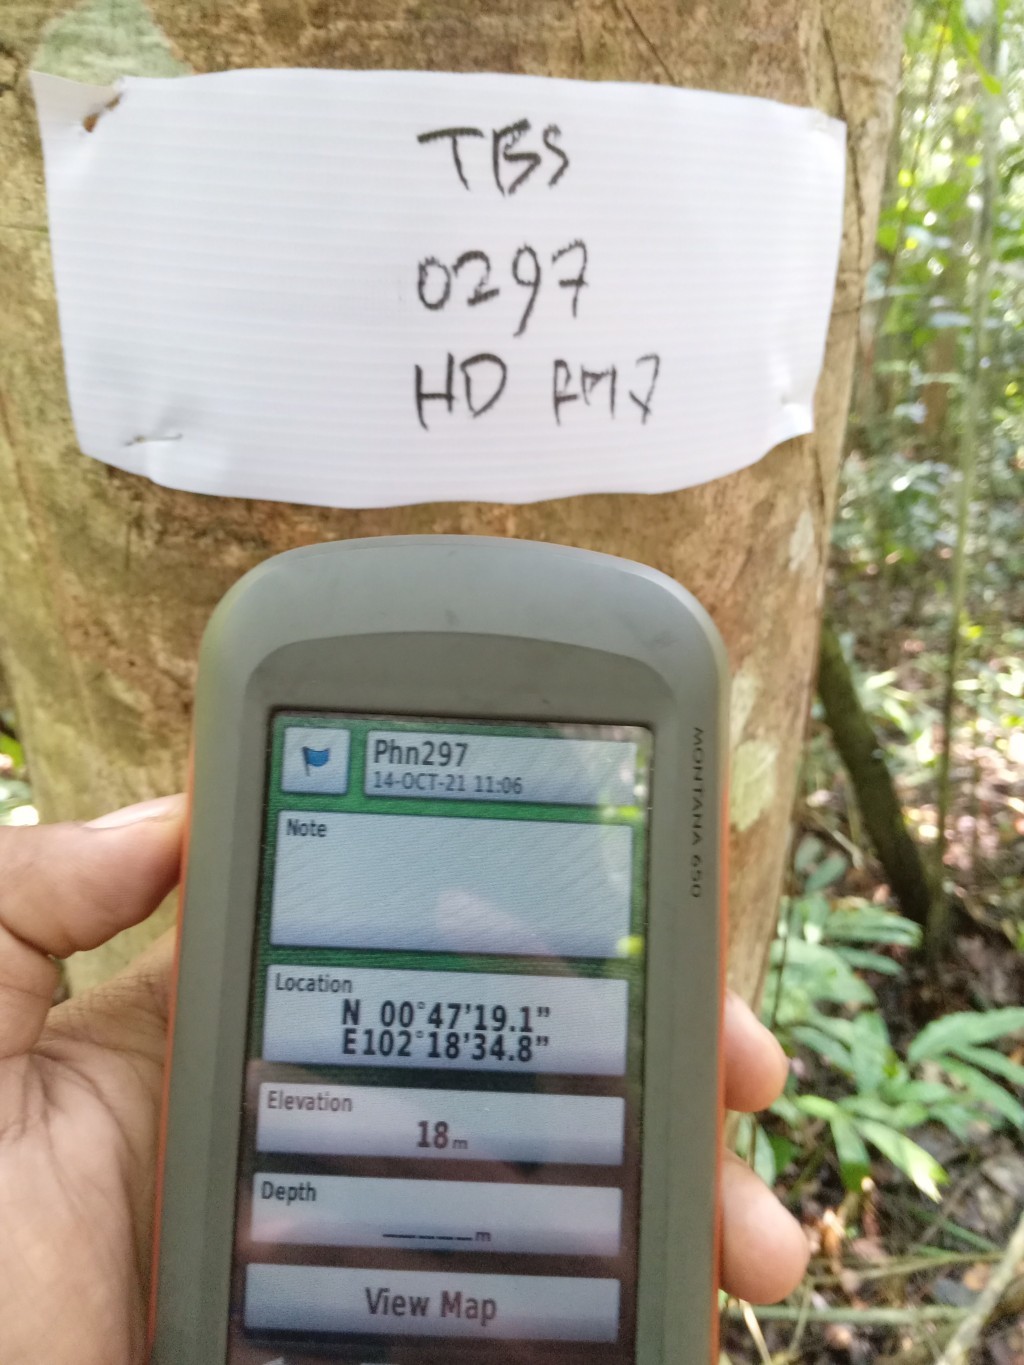 TBS
0297
HD FM7
MONTANA 650
Phn297
14-OCT-21 11:06
Note
Location
N 00°47'19.1"
E102°18'34.8"
Elevation
18m
Depth
_____m
View Map